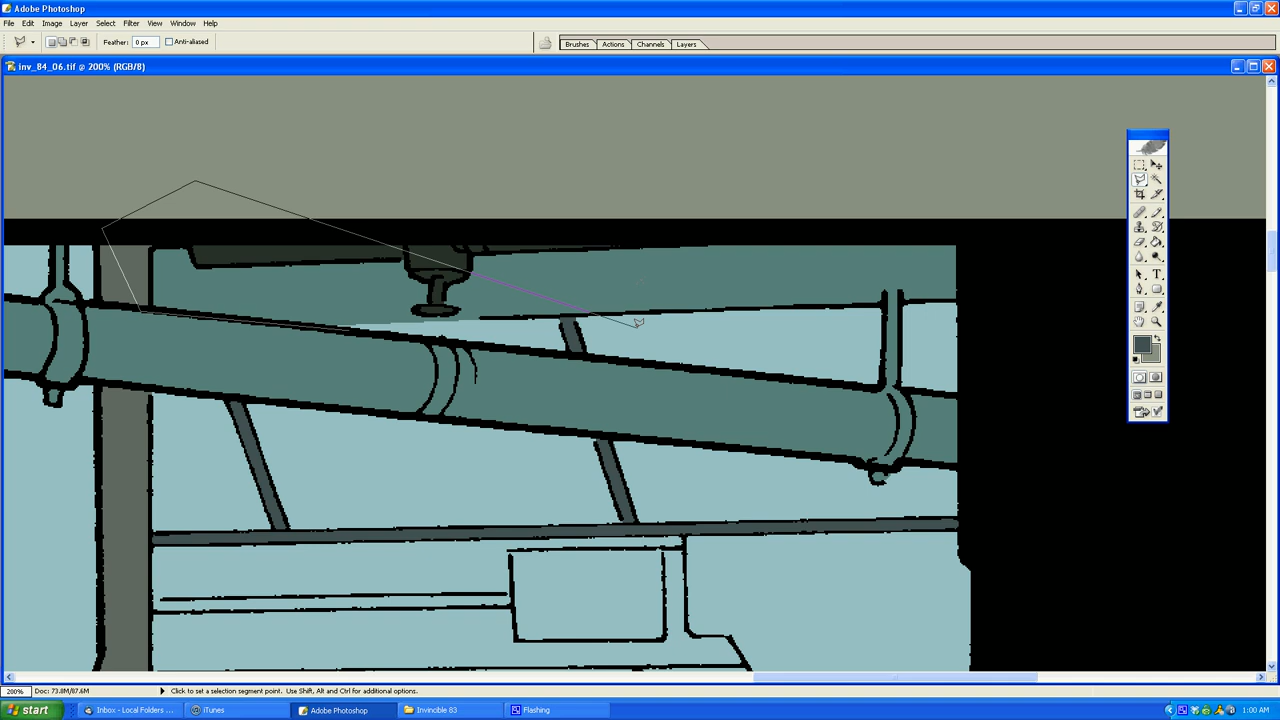 Adobe Photoshop
File Edit Image Layer Select Filter View Window Help
Feather: 0 px Anti-aliased Brushes Actions Channels Layers
inv_84_06.tif @ 200% (RGB/8)
T
200% Doc: 73.8M/87.6M Click to set a selection segment point. Use Shift, Alt and Ctrl for additional options.
start Inbox - Local Folders ... iTunes Adobe Photoshop Invincible 83 Flashing 1:00 AM